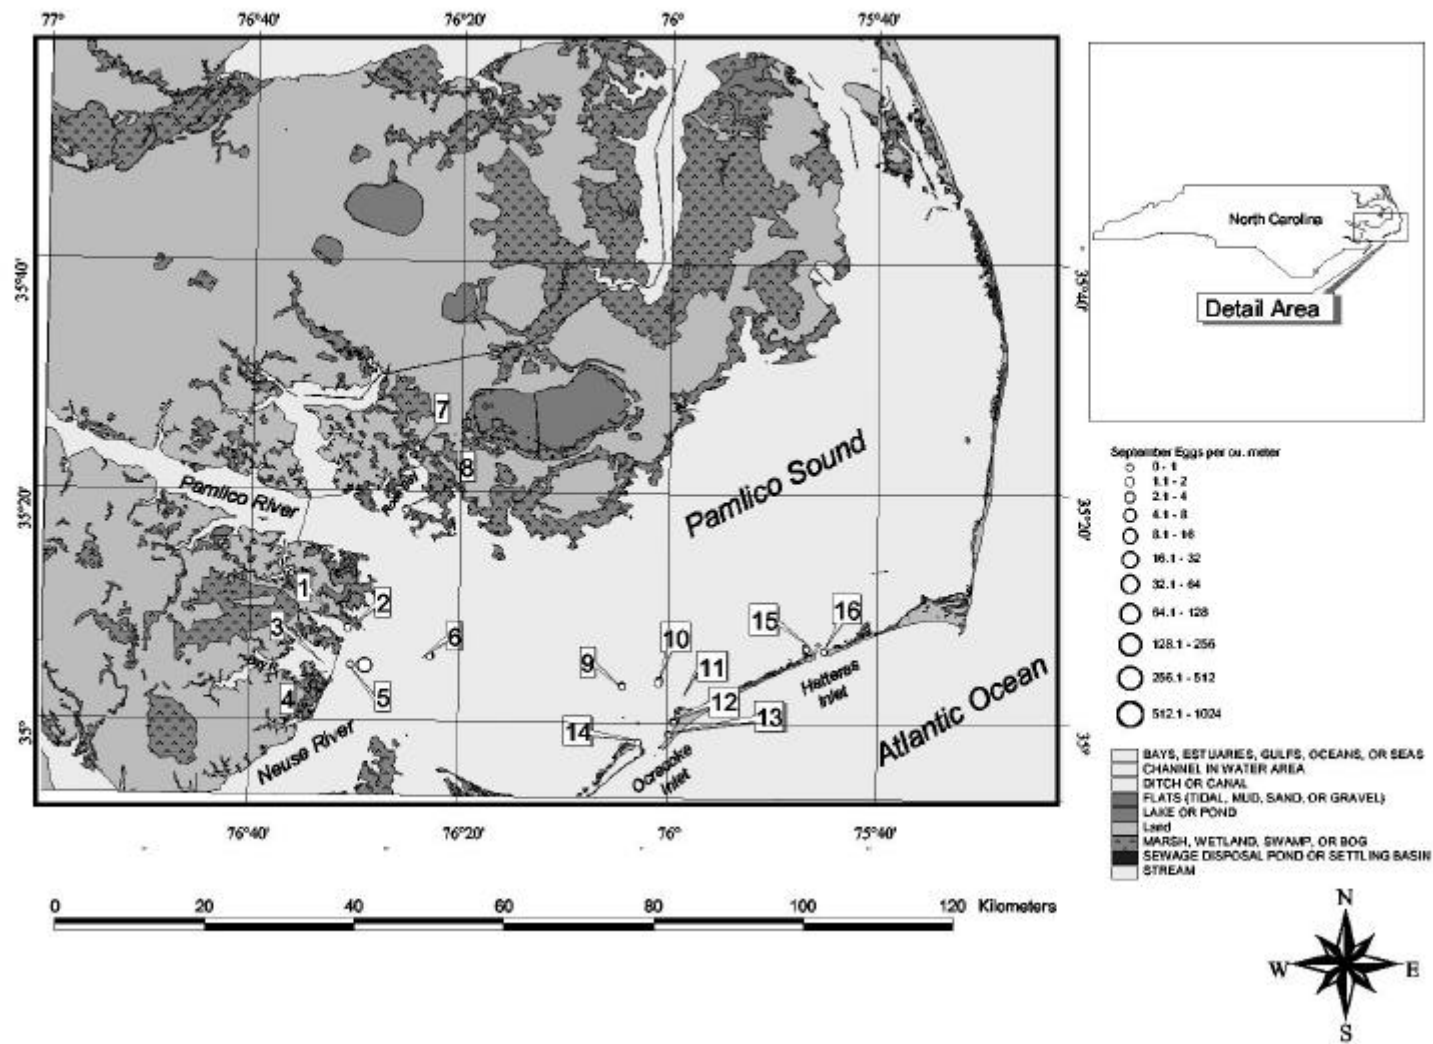 77° 76°40' 76°20' 76° 75°40'
35°40'
35°40'
North Carolina
Detail Area
7
8
Pamlico River
35°20'
35°20'
Pamlico Sound
1
2
3
4
5
6
9
10
11
12
13
14
15
16
Hatteras
Inlet
Ocracoke
Inlet
Neuse River
Atlantic Ocean
35°
35°
76°40' 76°20' 76° 75°40'
September Eggs per cu. meter
0 - 1
1.1 - 2
2.1 - 4
4.1 - 8
8.1 - 16
16.1 - 32
32.1 - 64
64.1 - 128
128.1 - 256
256.1 - 512
512.1 - 1024
BAYS, ESTUARIES, GULFS, OCEANS, OR SEAS
CHANNEL IN WATER AREA
DITCH OR CANAL
FLATS (TIDAL, MUD, SAND, OR GRAVEL)
LAKE OR POND
Land
MARSH, WETLAND, SWAMP, OR BOG
SEWAGE DISPOSAL POND OR SETTLING BASIN
STREAM
0 20 40 60 80 100 120 Kilometers
N
W E
S